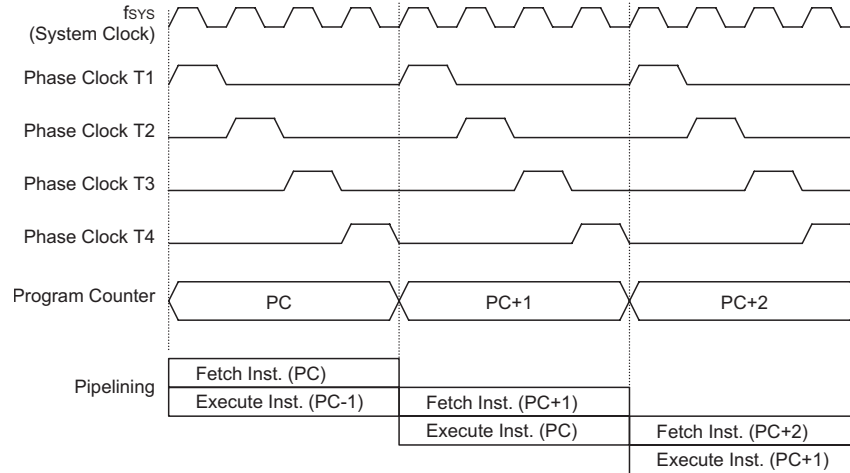 fSYS
(System Clock)
Phase Clock T1
Phase Clock T2
Phase Clock T3
Phase Clock T4
Program Counter
PC
PC+1
PC+2
Pipelining
Fetch Inst. (PC)
Execute Inst. (PC-1)
Fetch Inst. (PC+1)
Execute Inst. (PC)
Fetch Inst. (PC+2)
Execute Inst. (PC+1)